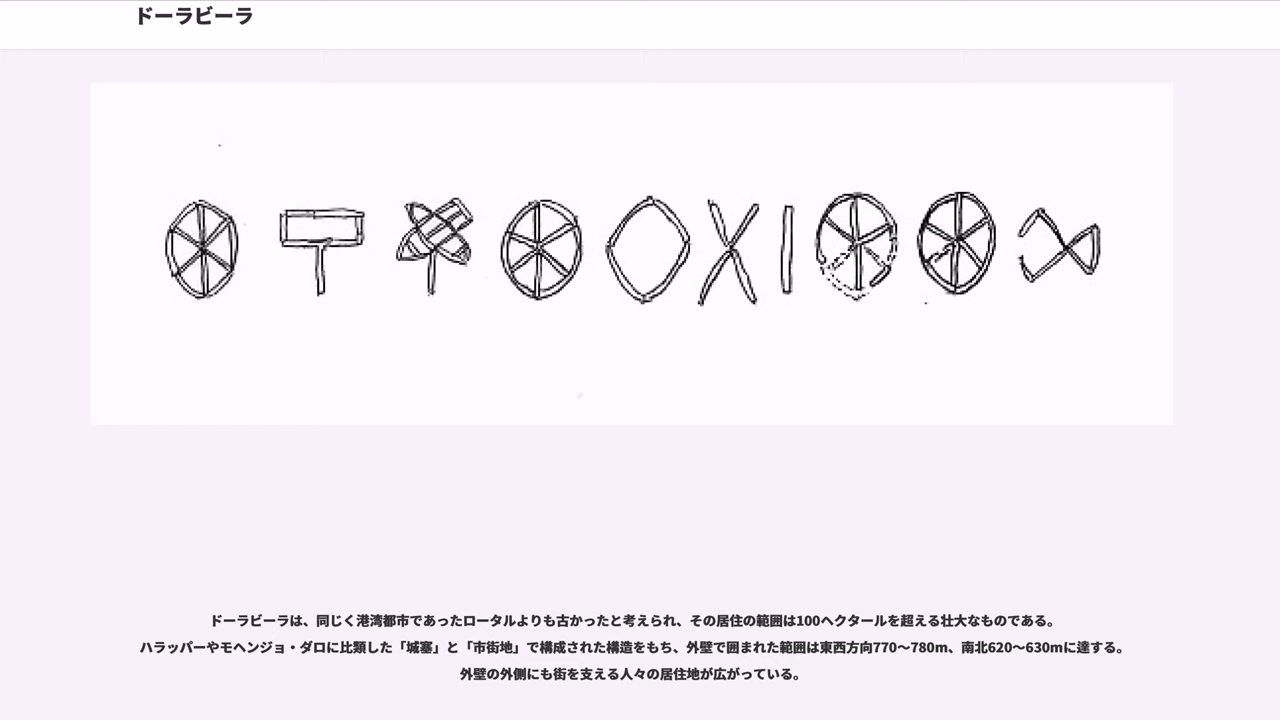 ドーラビーラ
ドーラビーラは、同じく港湾都市であったロータルよりも古かったと考えられ、その居住の範囲は100ヘクタールを超える壮大なものである。
ハラッパーやモヘンジョ・ダロに比類した「城塞」と「市街地」で構成された構造をもち、外壁で囲まれた範囲は東西方向770〜780m、南北620〜630mに達する。
外壁の外側にも街を支える人々の居住地が広がっている。